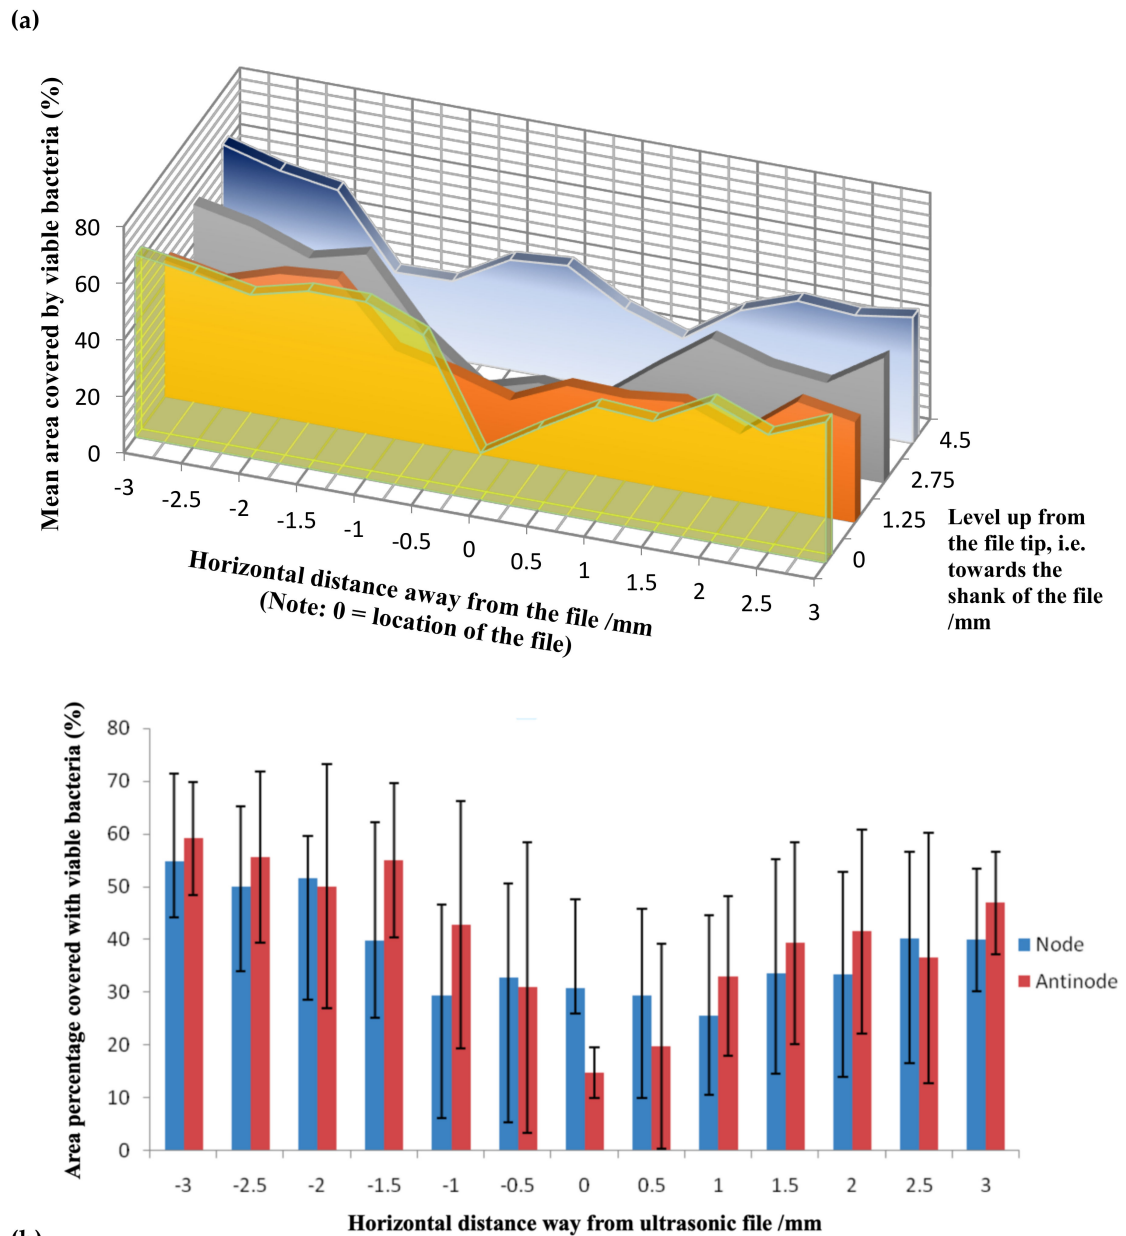 (a)
Mean area covered by viable bacteria (%)
80
60
40
20
0
-3
-2.5
-2
-1.5
-1
-0.5
0
0.5
1
1.5
2
2.5
3
0
1.25
2.75
4.5
Level up from
the file tip, i.e.
towards the
shank of the file
/mm
Horizontal distance away from the file /mm
(Note: 0 = location of the file)
Area percentage covered with viable bacteria (%)
80
70
60
50
40
30
20
10
0
-3 -2.5 -2 -1.5 -1 -0.5 0 0.5 1 1.5 2 2.5 3
Node
Antinode
Horizontal distance way from ultrasonic file /mm